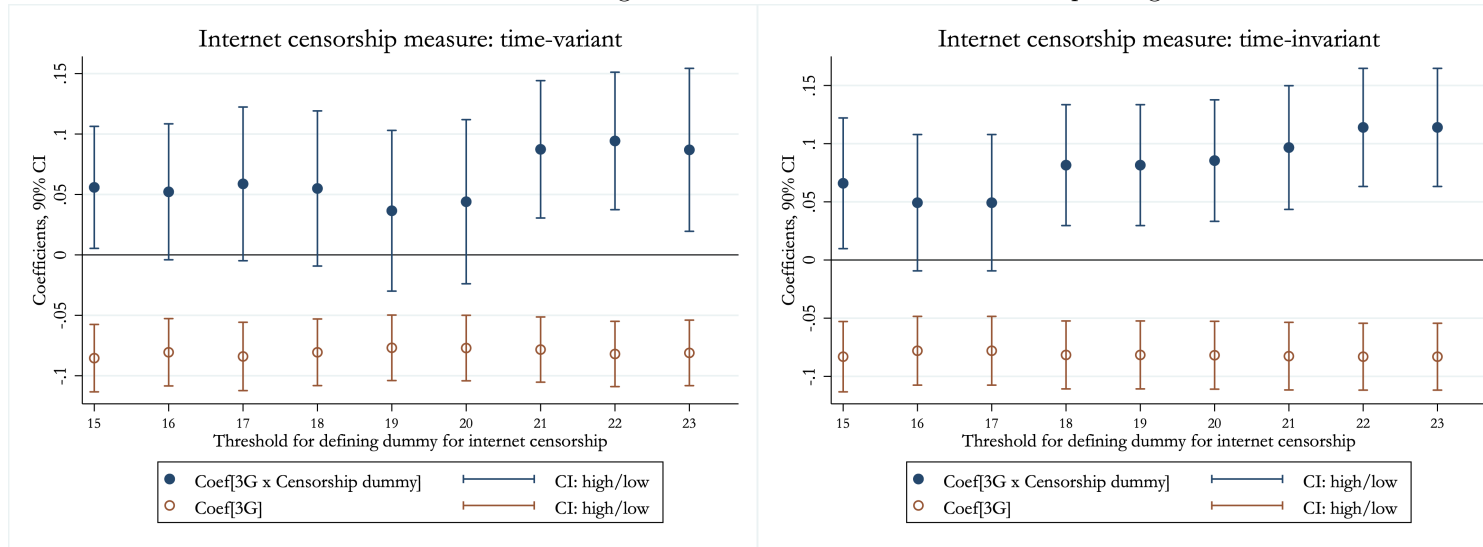 Internet censorship measure: time-variant
Coefficients, 90% CI
.15
.1
.05
0
-.05
-.1
15 16 17 18 19 20 21 22 23
Threshold for defining dummy for internet censorship
Coef[3G x Censorship dummy] CI: high/low
Coef[3G] CI: high/low
Internet censorship measure: time-invariant
Coefficients, 90% CI
.15
.1
.05
0
-.05
-.1
15 16 17 18 19 20 21 22 23
Threshold for defining dummy for internet censorship
Coef[3G x Censorship dummy] CI: high/low
Coef[3G] CI: high/low